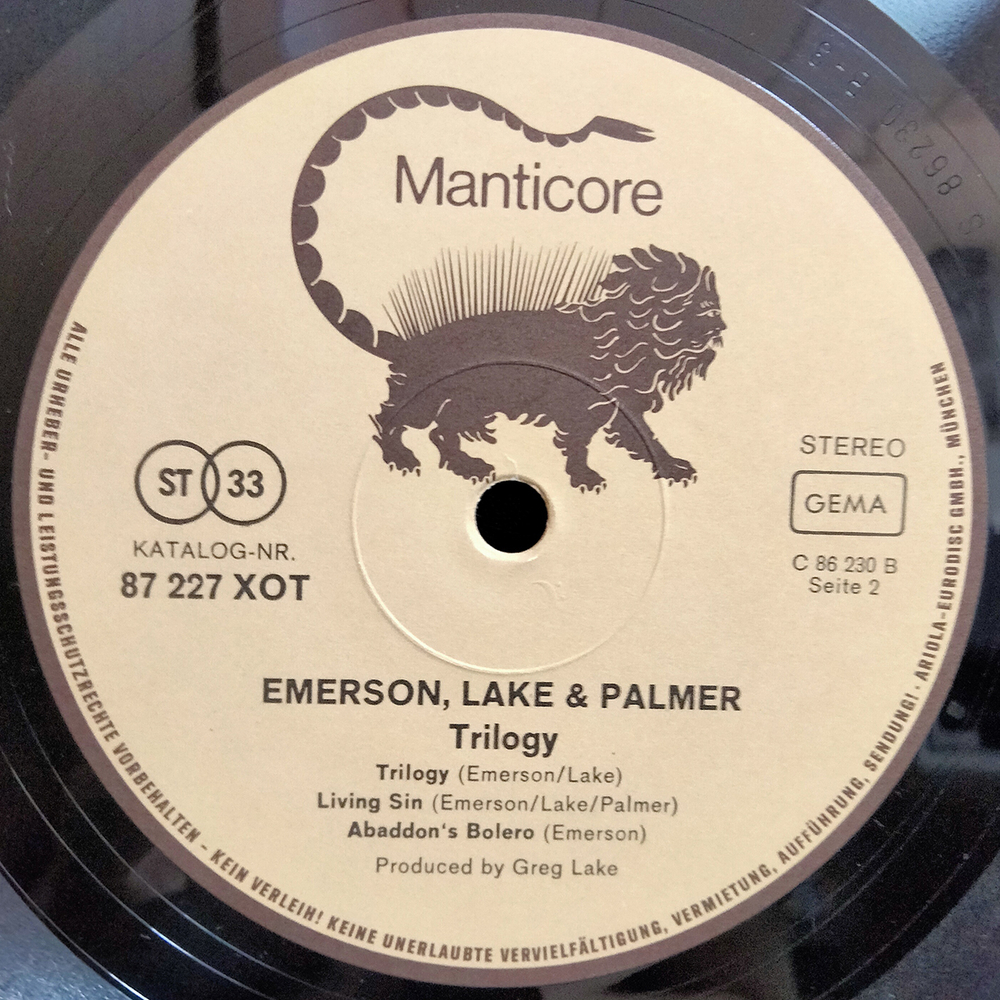 Manticore
ST 33
KATALOG-NR.
87 227 XOT
STEREO
GEMA
C 86 230 B
Seite 2
EMERSON, LAKE & PALMER
Trilogy
Trilogy (Emerson/Lake)
Living Sin (Emerson/Lake/Palmer)
Abaddon's Bolero (Emerson)
Produced by Greg Lake
ALLE URHEBER- UND LEISTUNGSSCHUTZRECHTE VORBEHALTEN - KEIN VERLEIH! KEINE UNERLAUBTE VERVIELFÄLTIGUNG, VERMIETUNG, AUFFÜHRUNG, SENDUNG! · ARIOLA-EURODISC GMBH., MÜNCHEN
S 86230